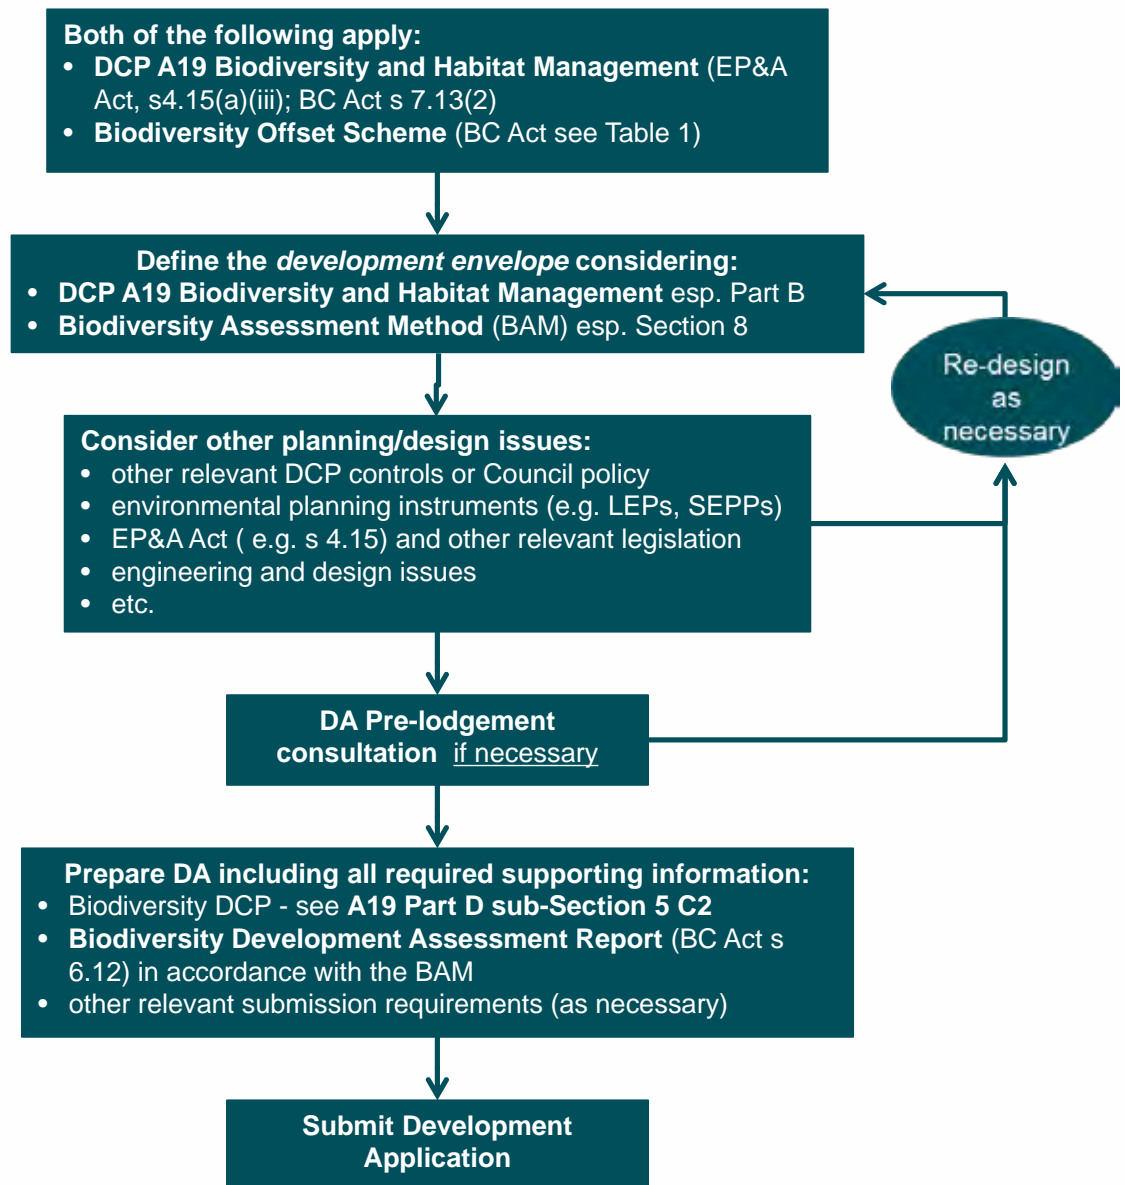 Both of the following apply:
• DCP A19 Biodiversity and Habitat Management (EP&A
Act, s4.15(a)(iii); BC Act s 7.13(2)
• Biodiversity Offset Scheme (BC Act see Table 1)
Define the development envelope considering:
• DCP A19 Biodiversity and Habitat Management esp. Part B
• Biodiversity Assessment Method (BAM) esp. Section 8
Re-design
as
necessary
Consider other planning/design issues:
• other relevant DCP controls or Council policy
• environmental planning instruments (e.g. LEPs, SEPPs)
• EP&A Act ( e.g. s 4.15) and other relevant legislation
• engineering and design issues
• etc.
DA Pre-lodgement
consultation if necessary
Prepare DA including all required supporting information:
• Biodiversity DCP - see A19 Part D sub-Section 5 C2
• Biodiversity Development Assessment Report (BC Act s
6.12) in accordance with the BAM
• other relevant submission requirements (as necessary)
Submit Development
Application